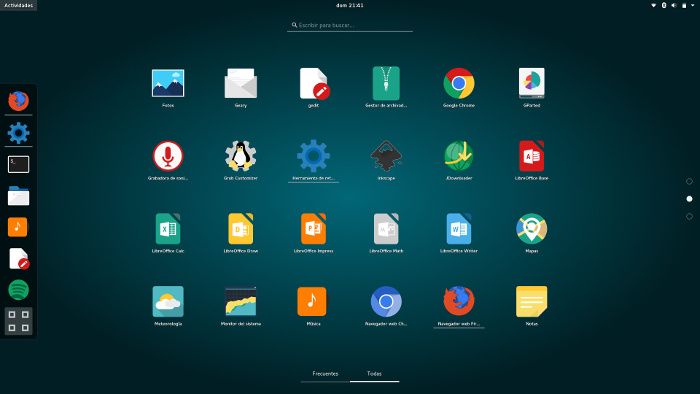 Actividades
dom 21:41
Escribir para buscar...
Fotos
Geary
gedit
Gestor de archivad...
Google Chrome
GParted
Grabadora de soni...
Grub Customizer
Herramienta de ret...
Inkscape
JDownloader
LibreOffice Base
LibreOffice Calc
LibreOffice Draw
LibreOffice Impress
LibreOffice Math
LibreOffice Writer
Mapas
Meteorología
Monitor del sistema
Música
Navegador web Ch...
Navegador web Fir...
Notas
Frecuentes
Todas